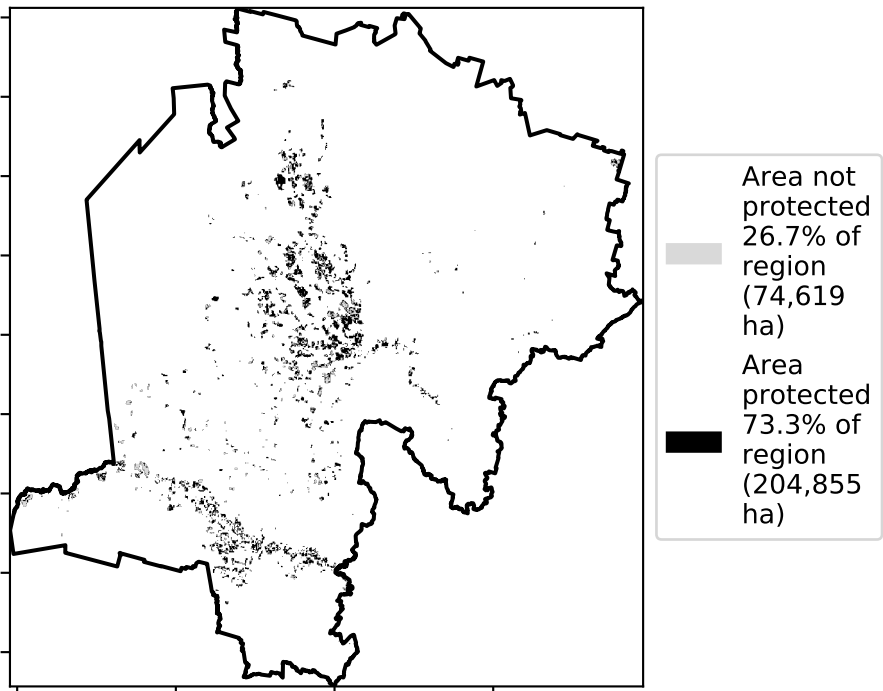 Area not
protected
26.7% of
region
(74,619
ha)
Area
protected
73.3% of
region
(204,855
ha)